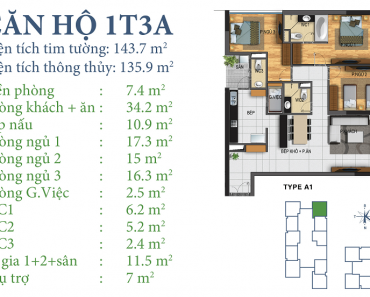 CĂN HỘ 1T3A
ện tích tim tường: 143.7 m²
ện tích thông thủy: 135.9 m²
ền phòng : 7.4 m²
òng khách + ăn : 34.2 m²
p nấu : 10.9 m²
òng ngủ 1 : 17.3 m²
òng ngủ 2 : 15 m²
òng ngủ 3 : 16.3 m²
òng G.Việc : 2.5 m²
C1 : 6.2 m²
C2 : 5.2 m²
C3 : 2.4 m²
gia 1+2+sân : 11.5 m²
ụ trợ : 7 m²
P.NGỦ 3
P.NGỦ 2
SÂN
WC1
WC2
BẾP
G.VIỆC
WC3
BẾP KHÔ + P.ĂN
TYPE A1